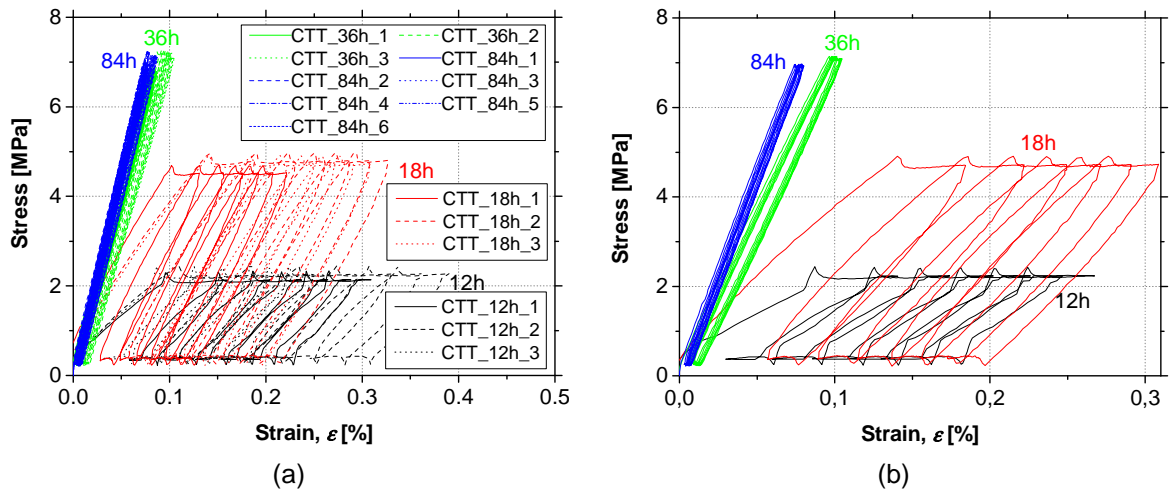 36h
84h
CTT_36h_1 CTT_36h_2
CTT_36h_3 CTT_84h_1
CTT_84h_2 CTT_84h_3
CTT_84h_4 CTT_84h_5
CTT_84h_6
18h
CTT_18h_1
CTT_18h_2
CTT_18h_3
12h
CTT_12h_1
CTT_12h_2
CTT_12h_3
8
6
4
2
0
Stress [MPa]
0.0 0.1 0.2 0.3 0.4 0.5
Strain, ε [%]
(a)
84h
36h
18h
12h
8
6
4
2
0
Stress [MPa]
0,0 0,1 0,2 0,3
Strain, ε [%]
(b)